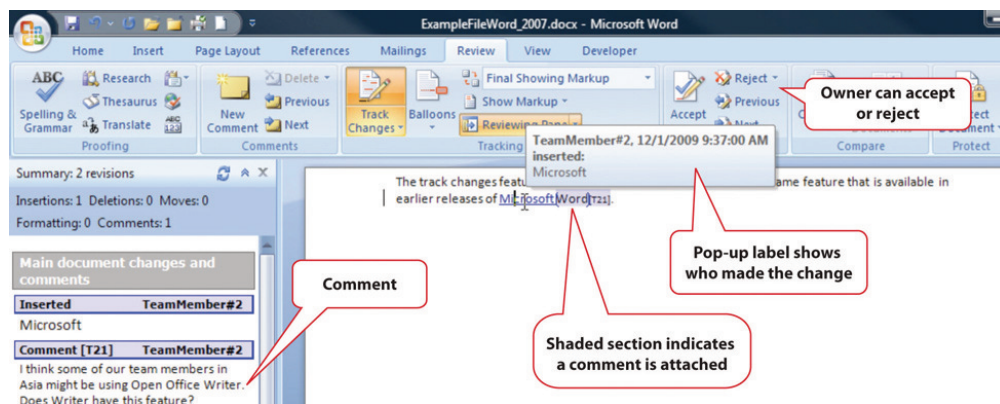 ExampleFileWord_2007.docx - Microsoft Word
Home Insert Page Layout References Mailings Review View Developer
ABC
Spelling &
Grammar
Research
Thesaurus
Translate
ABC
123
Proofing
New
Comment
Delete
Previous
Next
Comments
Track
Changes
Balloons
Final Showing Markup
Show Markup
Reviewing Pane
Tracking
Accept
Reject
Previous
Next
Compare
Protect
Owner can accept
or reject
TeamMember#2, 12/1/2009 9:37:00 AM
inserted:
Microsoft
Summary: 2 revisions
Insertions: 1 Deletions: 0 Moves: 0
Formatting: 0 Comments: 1
Main document changes and
comments
Inserted TeamMember#2
Microsoft
Comment [T21] TeamMember#2
I think some of our team members in
Asia might be using Open Office Writer.
Does Writer have this feature?
The track changes ame feature that is available in
earlier releases of Microsoft[Word][T21].
Comment
Pop-up label shows
who made the change
Shaded section indicates
a comment is attached